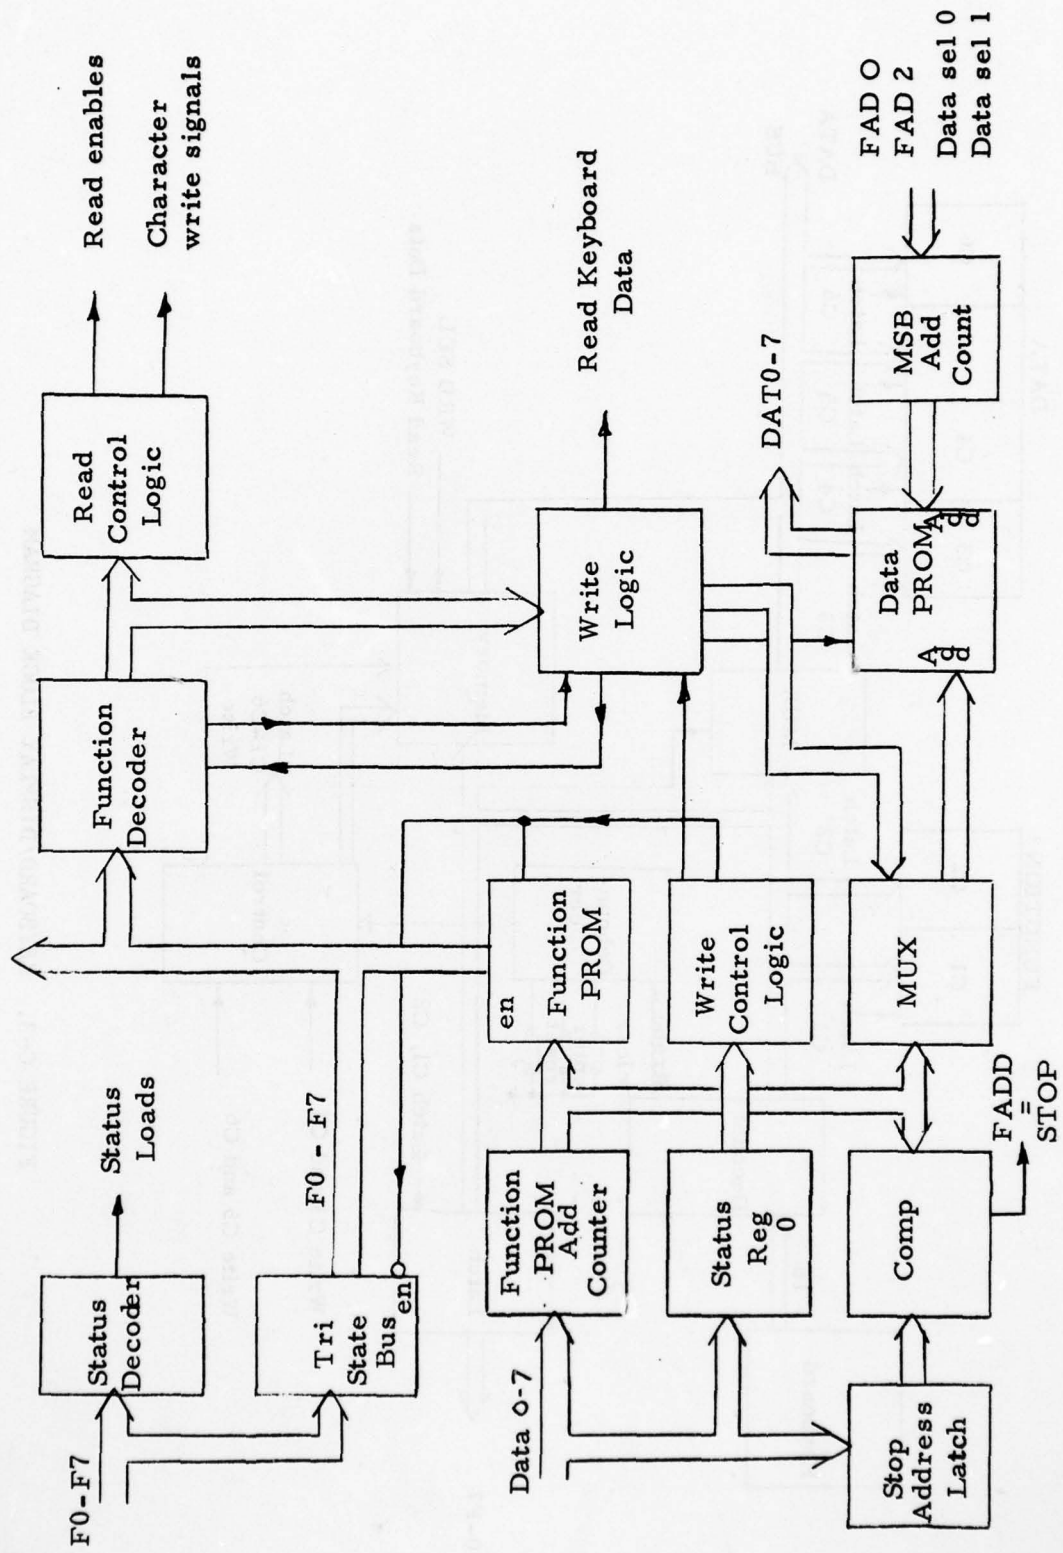 F0-F7
Status
Decoder
Status
Loads
Function
Decoder
Read
Control
Logic
Read enables
Character
write signals
Tri
State
Bus
en
F0 - F7
Data 0-7
Function
PROM
Add
Counter
en
Function
PROM
Write
Logic
Read Keyboard
Data
Status
Reg
0
Write
Control
Logic
Stop
Address
Latch
Comp
FADD
=
STOP
MUX
Add
Data
PROM
Add
DAT0-7
MSB
Add
Count
FAD O
FAD 2
Data sel 0
Data sel 1